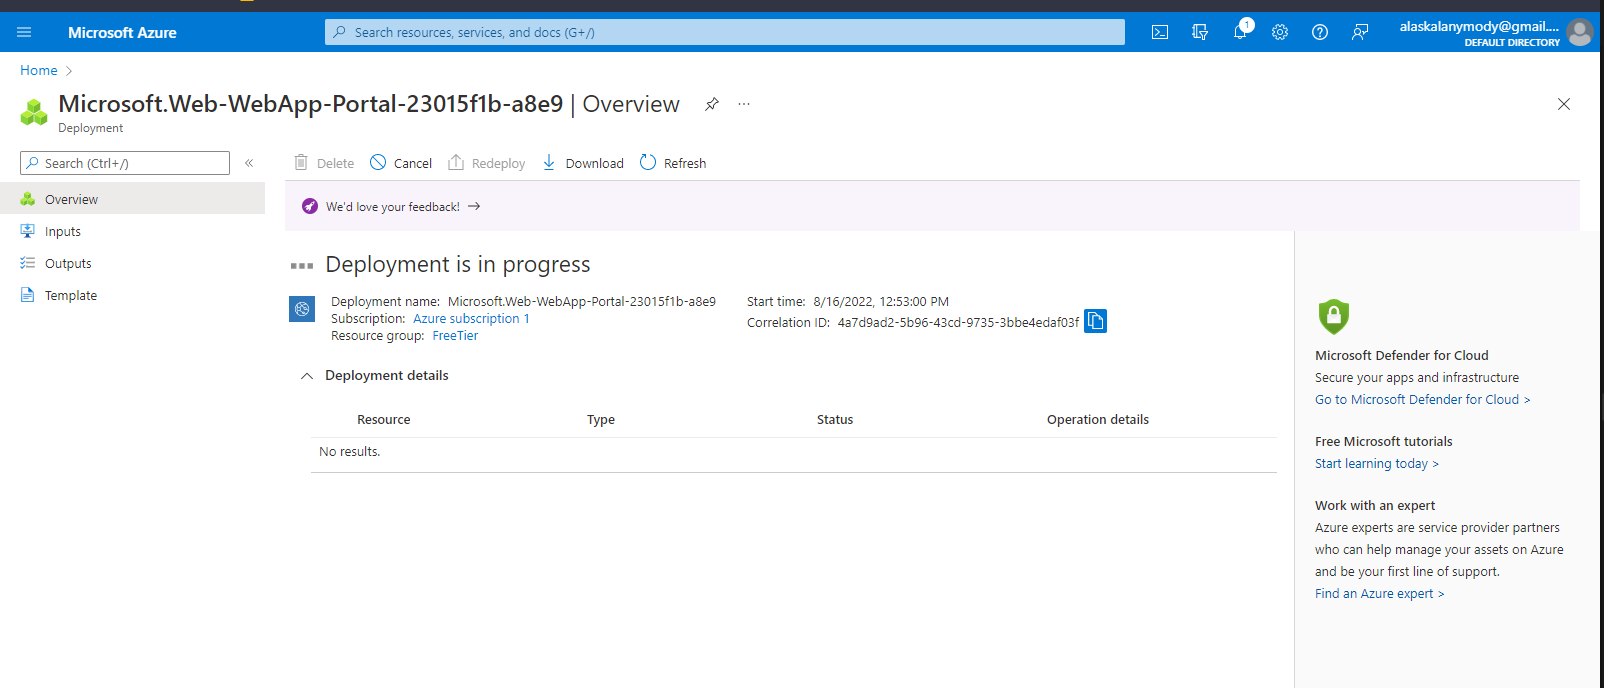 Microsoft Azure
Search resources, services, and docs (G+/)
1
alaskalanymody@gmail....
DEFAULT DIRECTORY
Home >
Microsoft.Web-WebApp-Portal-23015f1b-a8e9 | Overview
...
Deployment
Search (Ctrl+/)
«
Delete
Cancel
Redeploy
Download
Refresh
Overview
Inputs
Outputs
Template
We'd love your feedback! →
Deployment is in progress
Deployment name: Microsoft.Web-WebApp-Portal-23015f1b-a8e9
Subscription: Azure subscription 1
Resource group: FreeTier
Start time: 8/16/2022, 12:53:00 PM
Correlation ID: 4a7d9ad2-5b96-43cd-9735-3bbe4edaf03f
Deployment details
Resource Type Status Operation details
No results.
Microsoft Defender for Cloud
Secure your apps and infrastructure
Go to Microsoft Defender for Cloud >
Free Microsoft tutorials
Start learning today >
Work with an expert
Azure experts are service provider partners
who can help manage your assets on Azure
and be your first line of support.
Find an Azure expert >